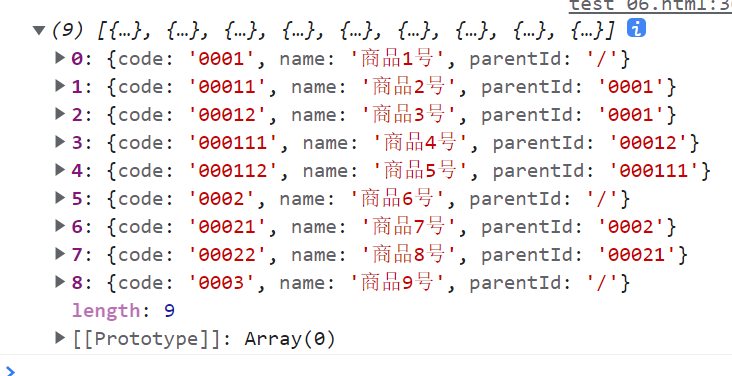 (9) [{…}, {…}, {…}, {…}, {…}, {…}, {…}, {…}, {…}]
0: {code: '0001', name: '商品1号', parentId: '/'}
1: {code: '00011', name: '商品2号', parentId: '0001'}
2: {code: '00012', name: '商品3号', parentId: '0001'}
3: {code: '000111', name: '商品4号', parentId: '00012'}
4: {code: '000112', name: '商品5号', parentId: '000111'}
5: {code: '0002', name: '商品6号', parentId: '/'}
6: {code: '00021', name: '商品7号', parentId: '0002'}
7: {code: '00022', name: '商品8号', parentId: '00021'}
8: {code: '0003', name: '商品9号', parentId: '/'}
length: 9
[[Prototype]]: Array(0)